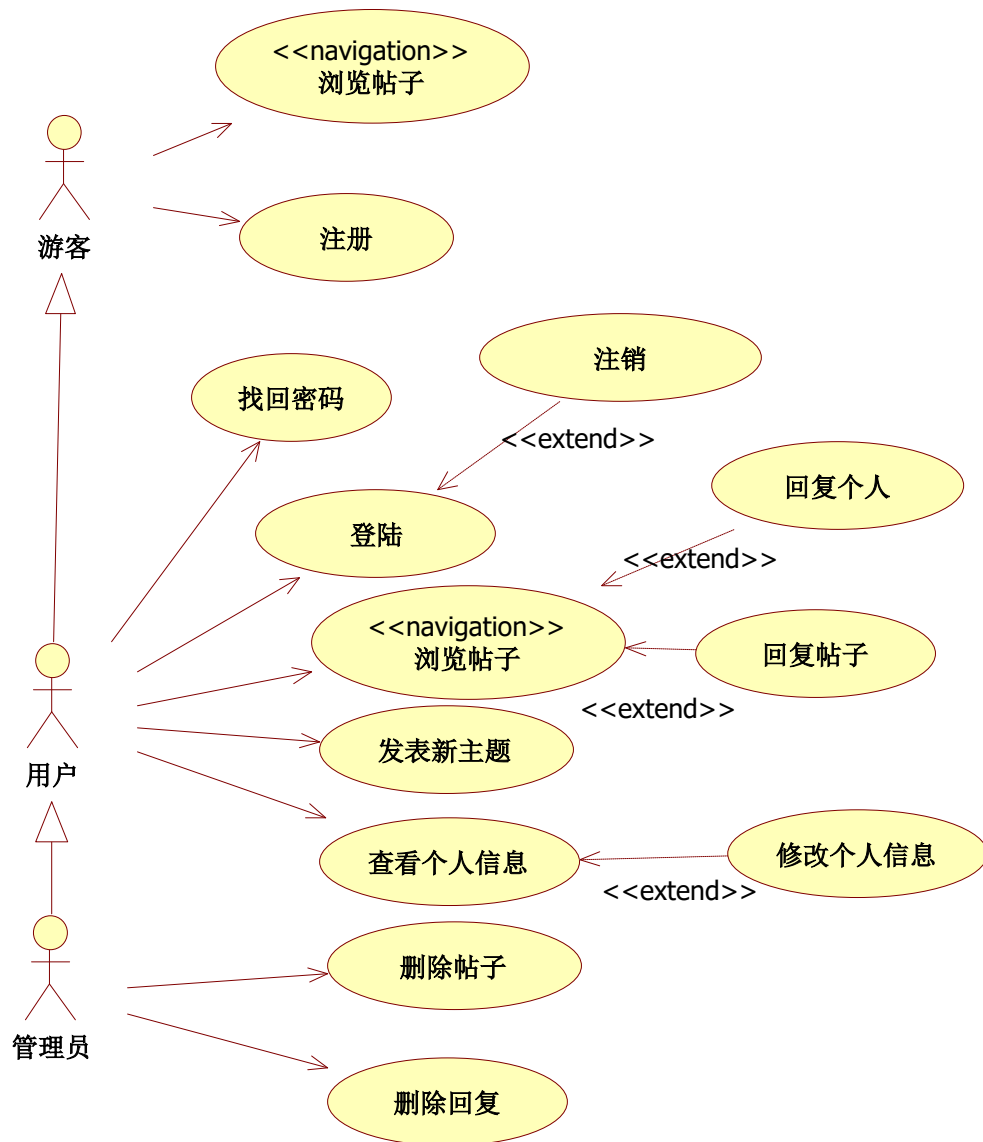 <<navigation>>
浏览帖子
游客
注册
注销
找回密码
<<extend>>
回复个人
登陆
<<extend>>
<<navigation>>
浏览帖子
回复帖子
<<extend>>
发表新主题
用户
查看个人信息
修改个人信息
<<extend>>
删除帖子
管理员
删除回复